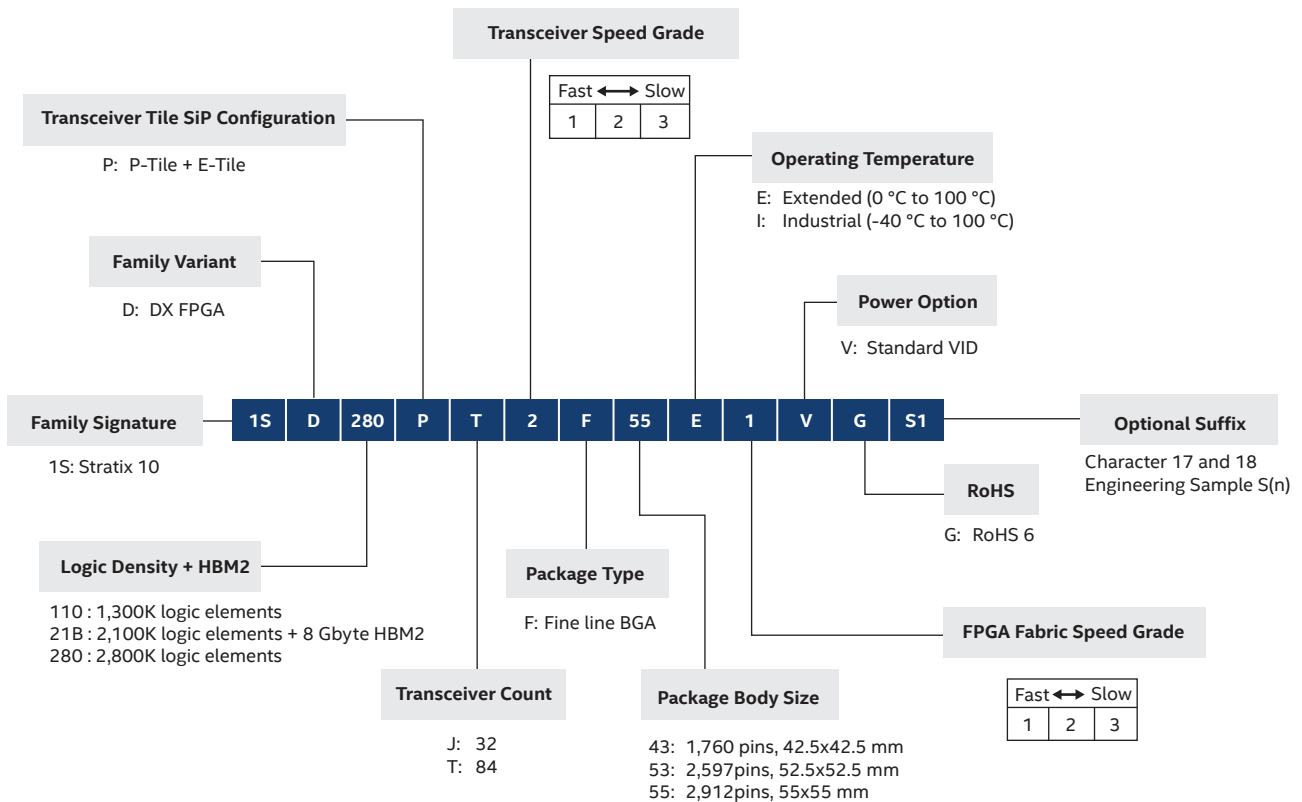 Transceiver Speed Grade
Fast ↔ Slow
1 2 3
Transceiver Tile SiP Configuration
P: P-Tile + E-Tile
Operating Temperature
E: Extended (0 °C to 100 °C)
I: Industrial (-40 °C to 100 °C)
Family Variant
D: DX FPGA
Power Option
V: Standard VID
Family Signature
1S: Stratix 10
1S D 280 P T 2 F 55 E 1 V G S1
Optional Suffix
Character 17 and 18
Engineering Sample S(n)
RoHS
G: RoHS 6
Logic Density + HBM2
110 : 1,300K logic elements
21B : 2,100K logic elements + 8 Gbyte HBM2
280 : 2,800K logic elements
Package Type
F: Fine line BGA
FPGA Fabric Speed Grade
Fast ↔ Slow
1 2 3
Transceiver Count
J: 32
T: 84
Package Body Size
43: 1,760 pins, 42.5x42.5 mm
53: 2,597pins, 52.5x52.5 mm
55: 2,912pins, 55x55 mm